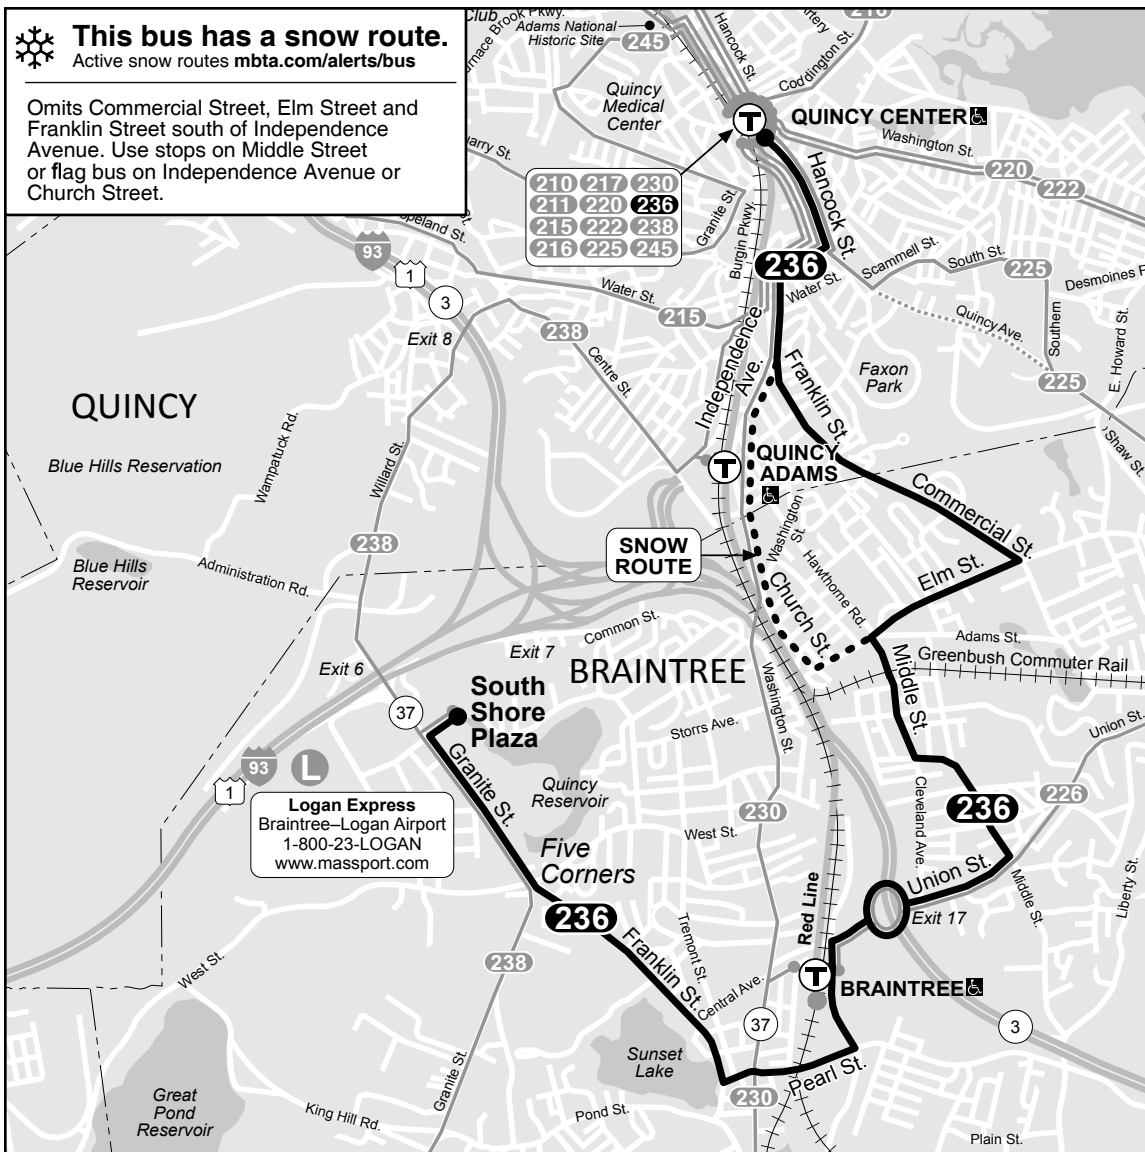 This bus has a snow route.
Active snow routes mbta.com/alerts/bus
Omits Commercial Street, Elm Street and
Franklin Street south of Independence
Avenue. Use stops on Middle Street
or flag bus on Independence Avenue or
Church Street.
Club
Adams National
Historic Site
245
Hancock St.
Coddington St.
Quincy
Medical
Center
T
QUINCY CENTER
Washington St.
220
222
210 217 230
211 220 236
215 222 238
216 225 245
Granite St.
Burgin Pkwy.
Hancock St.
236
Scammell St.
South St.
225
Water St.
Desmoines
Southern
E. Howard St.
Quincy Ave.
225
Shaw St.
93
1
3
Exit 8
Water St.
215
238
Centre St.
Independence
Ave.
Franklin St.
Faxon
Park
QUINCY
Blue Hills Reservation
Wampatuck Rd.
Willard St.
238
T
QUINCY
ADAMS
Commercial St.
Elm St.
SNOW
ROUTE
Washington
St.
Hawthorne Rd.
Church St.
Blue Hills
Reservoir
Administration Rd.
Common St.
Exit 7
Exit 6
BRAINTREE
Adams St.
Greenbush Commuter Rail
Middle St.
Washington St.
Union St.
37
South
Shore
Plaza
Granite St.
Storrs Ave.
Quincy
Reservoir
93
L
1
Logan Express
Braintree–Logan Airport
1-800-23-LOGAN
www.massport.com
230
West St.
Cleveland Ave.
236
226
Five
Corners
Union St.
Middle St.
Liberty St.
Exit 17
236
Red Line
Tremont St.
Franklin St.
238
West St.
Central Ave.
T
BRAINTREE
37
3
Sunset
Lake
Pearl St.
230
Granite St.
Great
Pond
Reservoir
King Hill Rd.
Pond St.
Plain St.